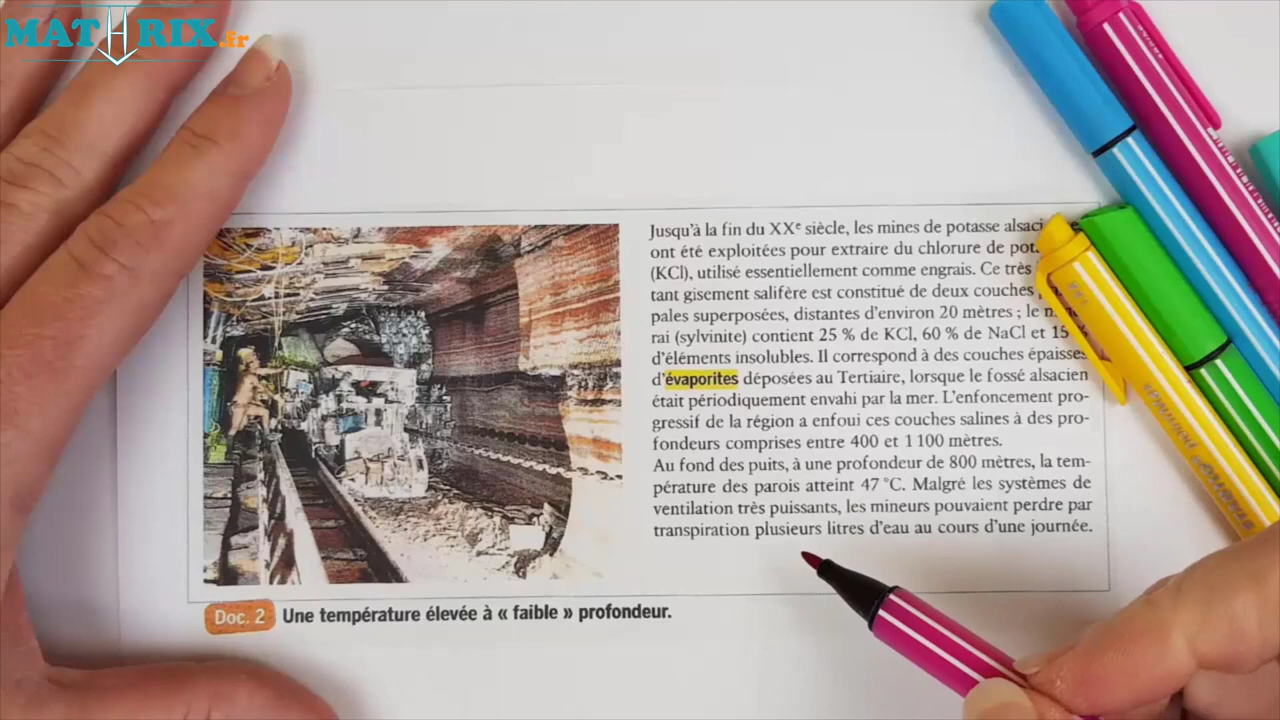 MATHRIX.fr
Jusqu'à la fin du XXe siècle, les mines de potasse
ont été exploitées pour extraire du chlorure de
(KCl), utilisé essentiellement comme engrais. Ce très
tant gisement salifère est constitué de deux couches
pales superposées, distantes d'environ 20 mètres ; le
rai (sylvinite) contient 25 % de KCl, 60 % de NaCl et 15 %
d'éléments insolubles. Il correspond à des couches épaisses
d'évaporites déposées au Tertiaire, lorsque le fossé alsacien
était périodiquement envahi par la mer. L'enfoncement pro-
gressif de la région a enfoui ces couches salines à des pro-
fondeurs comprises entre 400 et 1 100 mètres.
Au fond des puits, à une profondeur de 800 mètres, la tem-
pérature des parois atteint 47 °C. Malgré les systèmes de
ventilation très puissants, les mineurs pouvaient perdre par
transpiration plusieurs litres d'eau au cours d'une journée.
Doc. 2 Une température élevée à « faible » profondeur.